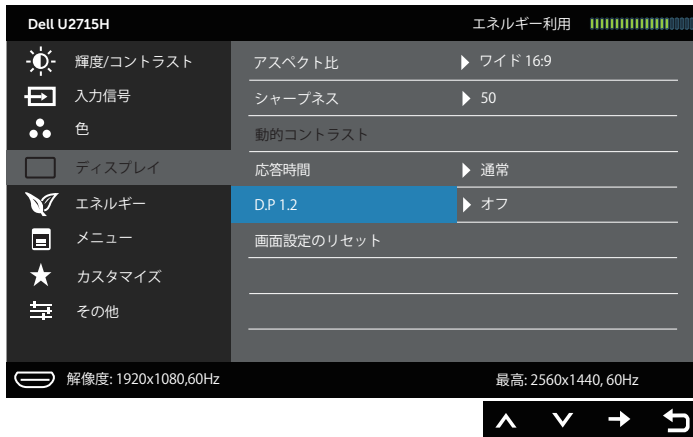 Dell U2715H エネルギー利用
輝度/コントラスト
アスペクト比 ワイド 16:9
入力信号
シャープネス 50
色
動的コントラスト
ディスプレイ
応答時間 通常
エネルギー
D.P 1.2 オフ
メニュー
画面設定のリセット
カスタマイズ
その他
解像度: 1920x1080,60Hz 最高: 2560x1440, 60Hz